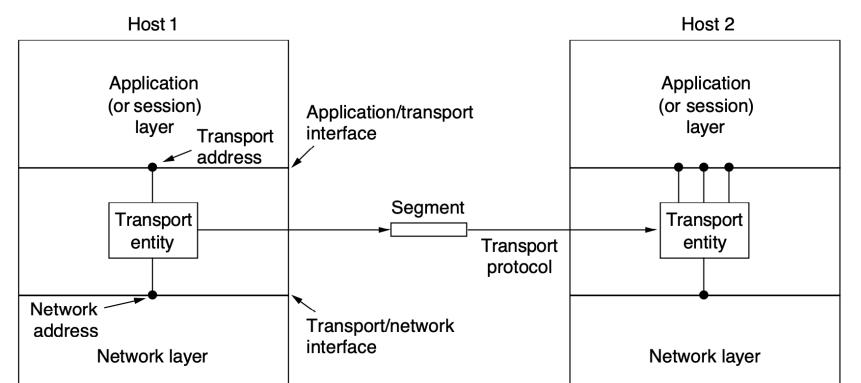 Host 1
Host 2
Application
(or session)
layer
Transport
address
Application/transport
interface
Application
(or session)
layer
Transport
entity
Segment
Transport
protocol
Transport
entity
Network
address
Transport/network
interface
Network layer
Network layer